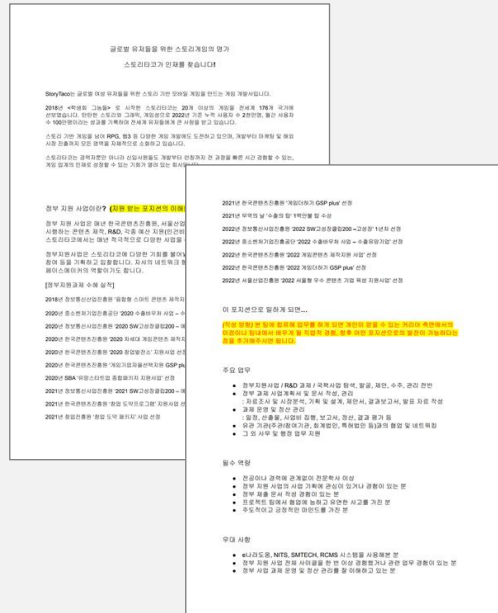 글로벌 유저들을 위한 스토리게임의 명가
스토리타코가 인재를 찾습니다!
StoryTaco는 글로벌 여성 유저들을 위한 스토리 기반 모바일 게임을 만드는 게임 개발사입니다.
2018년 <학생회 그놈들> 로 시작한 스토리타코는 20개 이상의 게임을 전세계 176개 국가에
선보였습니다. 탄탄한 스토리와 그래픽, 게임성으로 2022년 기준 누적 사용자 수 2천만명, 월간 사용자
수 100만명이라는 성과를 기록하며 전세계 유저들에게 큰 사랑을 받고 있습니다.
스토리 기반 게임을 넘어 RPG, 방3 등 다양한 게임 개발에도 도전하고 있으며, 개발부터 마케팅 및 해외
시장 진출까지 모든 영역을 자체적으로 소화하고 있습니다.
스토리타코는 경력자뿐만 아니라 신입사원들도 개발부터 런칭까지 전 과정을 빠른 시간 경험할 수 있는,
게임 업계의 인재로 성장할 수 있는 기회가 열려 있는
정부 지원 사업이란? (지원 받는 포지션의 이해
정부 지원 사업은 매년 한국콘텐츠진흥원, 서울산업
시행하는 콘텐츠 제작, R&D, 각종 예산 지원(인건비
스토리타코에서는 매년 적극적으로 다양한 사업을
정부지원사업은 스토리타코에 다양한 기회를 불어
참여 등을 기획하고 입찰합니다. 자사의 네트워크 형
페이스메이커의 역할이기도 합니다.
[정부지원과제 수혜 실적]
2018년 정보통신산업진흥원 '융합형 스마트 콘텐츠 제작지
2020년 중소벤처기업진흥공단 '2020 수출바우처 사업 – 수
2020년 정보통신산업진흥원 '2020 SW고성장클럽200 – 예
2020년 한국콘텐츠진흥원 '2020 차세대 게임콘텐츠 제작지
2020년 한국콘텐츠진흥원 '2020 창업발전소' 지원사업 선정
2020년 한국콘텐츠진흥원 '게임기업자율선택지원 GSP plu
2020년 SBA '유망스타트업 종합패키지 지원사업' 선정
2021년 정보통신산업진흥원 '2021 SW고성장클럽200 – 예
2021년 한국콘텐츠진흥원 '창업 도약프로그램' 지원사업 선
2021년 창업진흥원 '창업 도약 패키지' 사업 선정
2021년 한국콘텐츠진흥원 '게임더하기 GSP plus' 선정
2021년 무역의 날 '수출의 탑' 1백만불 탑 수상
2022년 정보통신산업진흥원 '2022 SW고성장클럽200 –고성장' 1년차 선정
2022년 중소벤처기업진흥공단 '2022 수출바우처 사업 – 수출유망기업' 선정
2022년 한국콘텐츠진흥원 '2022 게임콘텐츠 제작지원 사업' 선정
2022년 한국콘텐츠진흥원 '2022 게임더하기 GSP plus' 선정
2022년 서울산업진흥원 '2022 서울형 우수 콘텐츠 기업 육성 지원사업' 선정
이 포지션으로 일하게 되면....
(작성 방향) 본 팀에 합류해 업무를 하게 되면 개인이 얻을 수 있는 커리어 측면에서의
이점이나 팀내에서 배우게 될 직접적 경험, 향후 어떤 포지션으로의 발전이 가능하다는
점을 추가해주시면 됩니다.
주요 업무
● 정부지원사업 / R&D 과제 / 국책사업 탐색, 발굴, 제안, 수주, 관리 전반
● 정부 과제 사업계획서 및 문서 작성, 관리
: 자료조사 및 시장분석, 기획 및 설계, 제안서, 결과보고서, 발표 자료 작성
● 과제 운영 및 정산 관리
: 일정, 산출물, 사업비 집행, 보고서, 정산, 결과 평가 등
● 유관 기관(주관/참여기관, 회계법인, 특허법인 등)과의 협업 및 네트워킹
● 그 외 사무 및 행정 업무 지원
필수 역량
● 전공이나 경력에 관계없이 전문학사 이상
● 정부 지원 사업의 사업 기획에 관심이 있거나 경험이 있는 분
● 정부 제출 문서 작성 경험이 있는 분
● 프로젝트 팀에서 협업에 능하고 유연한 사고를 가진 분
● 주도적이고 긍정적인 마인드를 가진 분
우대 사항
● e나라도움, NITS, SMTECH, RCMS 시스템을 사용해본 분
● 정부 지원 사업 전체 사이클을 한 번 이상 경험했거나 관련 업무 경험이 있는 분
● 정부 사업 과제 운영 및 정산 관리를 잘 이해하고 있는 분